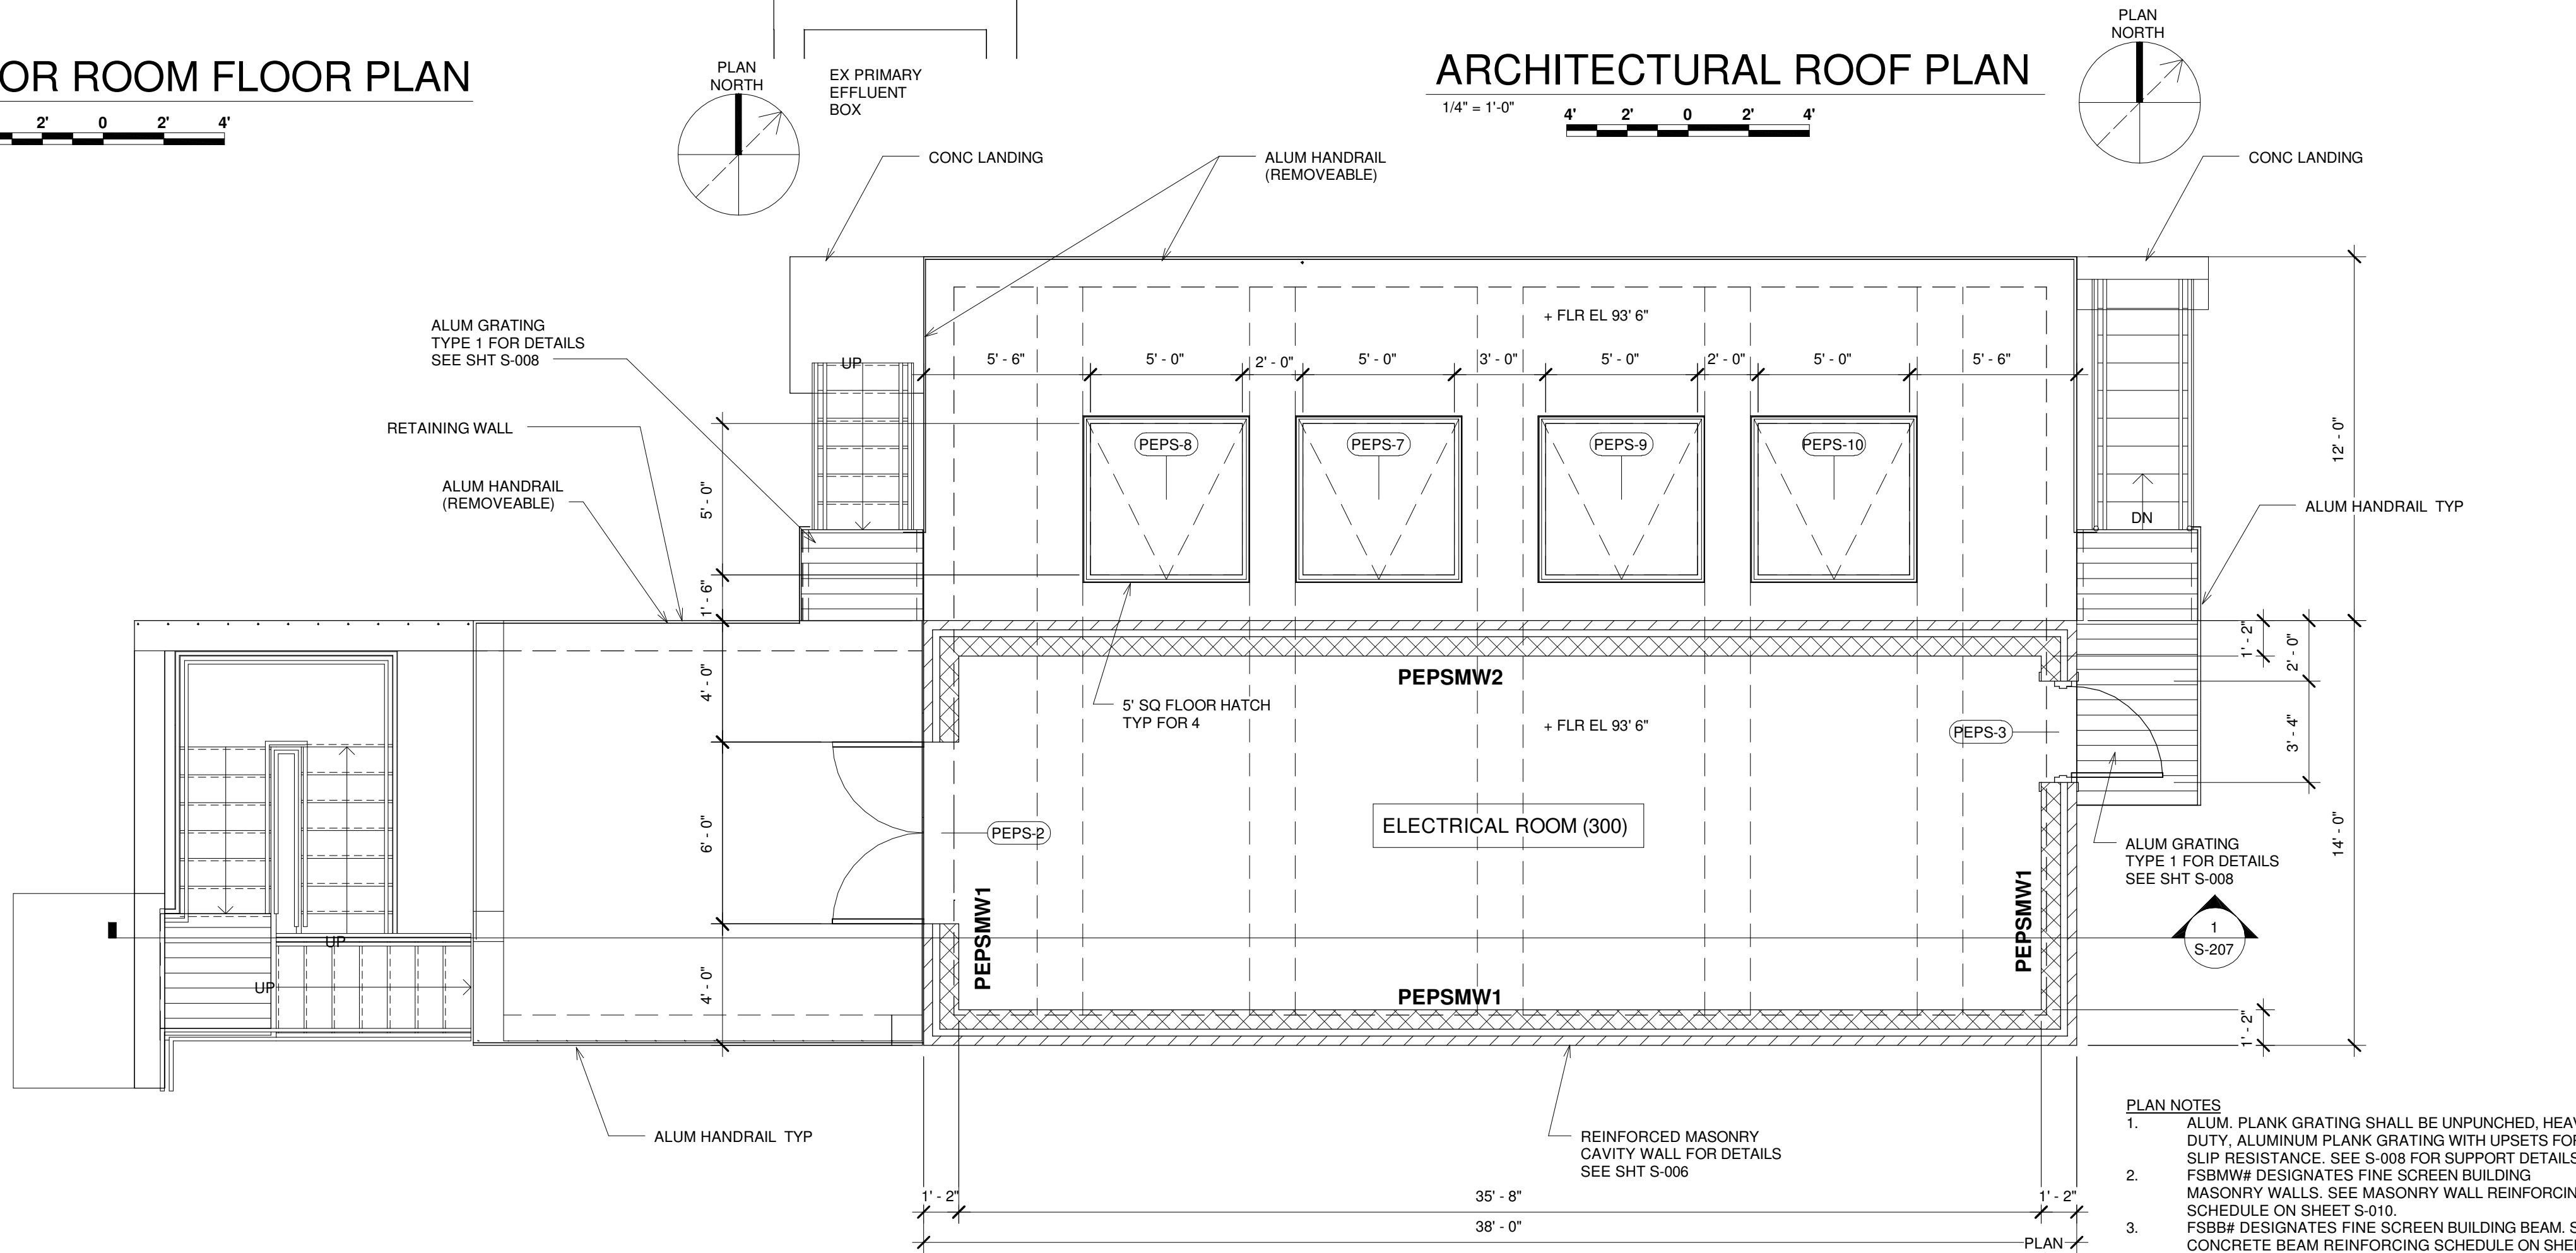 OR ROOM FLOOR PLAN
2' 0 2' 4'
PLAN
NORTH
EX PRIMARY
EFFLUENT
BOX
ARCHITECTURAL ROOF PLAN
1/4" = 1'-0"
4' 2' 0 2' 4'
PLAN
NORTH
CONC LANDING
ALUM HANDRAIL
(REMOVEABLE)
CONC LANDING
ALUM GRATING
TYPE 1 FOR DETAILS
SEE SHT S-008
RETAINING WALL
ALUM HANDRAIL
(REMOVEABLE)
UP
+ FLR EL 93' 6"
5' - 6" 5' - 0" 2' - 0" 5' - 0" 3' - 0" 5' - 0" 2' - 0" 5' - 0" 5' - 6"
PEPS-8 PEPS-7 PEPS-9 PEPS-10
5' - 0"
1' - 6"
4' - 0"
6' - 0"
4' - 0"
12' - 0"
DN
ALUM HANDRAIL TYP
1' - 2"
2' - 0"
3' - 4"
14' - 0"
1' - 2"
PEPSMW2
5' SQ FLOOR HATCH
TYP FOR 4
+ FLR EL 93' 6"
PEPS-3
PEPS-2
ELECTRICAL ROOM (300)
ALUM GRATING
TYPE 1 FOR DETAILS
SEE SHT S-008
PEPSMW1
PEPSMW1
PEPSMW1
1
S-207
UP
UP
ALUM HANDRAIL TYP
REINFORCED MASONRY
CAVITY WALL FOR DETAILS
SEE SHT S-006
1' - 2" 35' - 8" 1' - 2"
38' - 0"
PLAN
PLAN NOTES
1. ALUM. PLANK GRATING SHALL BE UNPUNCHED, HEAV
DUTY, ALUMINUM PLANK GRATING WITH UPSETS FOR
SLIP RESISTANCE. SEE S-008 FOR SUPPORT DETAILS
2. FSBMW# DESIGNATES FINE SCREEN BUILDING
MASONRY WALLS. SEE MASONRY WALL REINFORCIN
SCHEDULE ON SHEET S-010.
3. FSBB# DESIGNATES FINE SCREEN BUILDING BEAM. S
CONCRETE BEAM REINFORCING SCHEDULE ON SHE